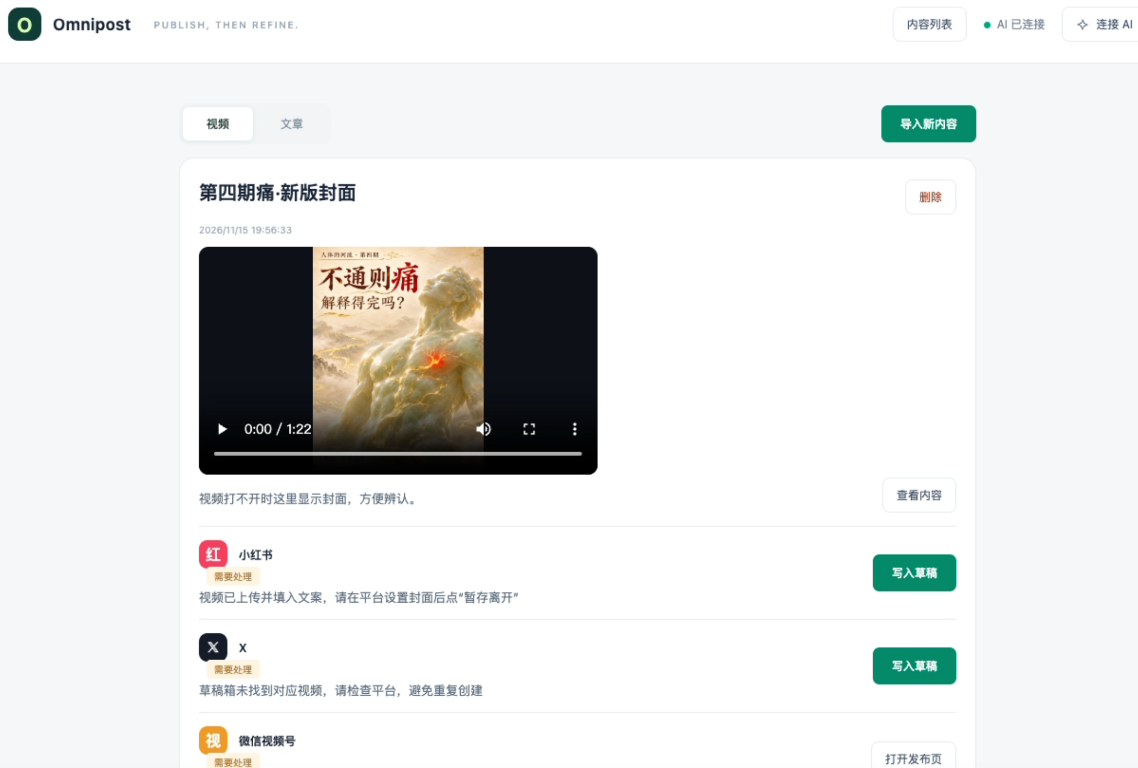 O Omnipost PUBLISH, THEN REFINE. 内容列表 AI 已连接 连接 AI
视频 文章 导入新内容
第四期痛·新版封面 删除
2026/11/15 19:56:33
人体的河流·第四期
不通则痛
解释得完吗?
0:00 / 1:22
视频打不开时这里显示封面，方便辨认。 查看内容
红 小红书
需要处理
写入草稿
视频已上传并填入文案，请在平台设置封面后点“暂存离开”
X X
需要处理
写入草稿
草稿箱未找到对应视频，请检查平台，避免重复创建
视 微信视频号
需要处理 打开发布页